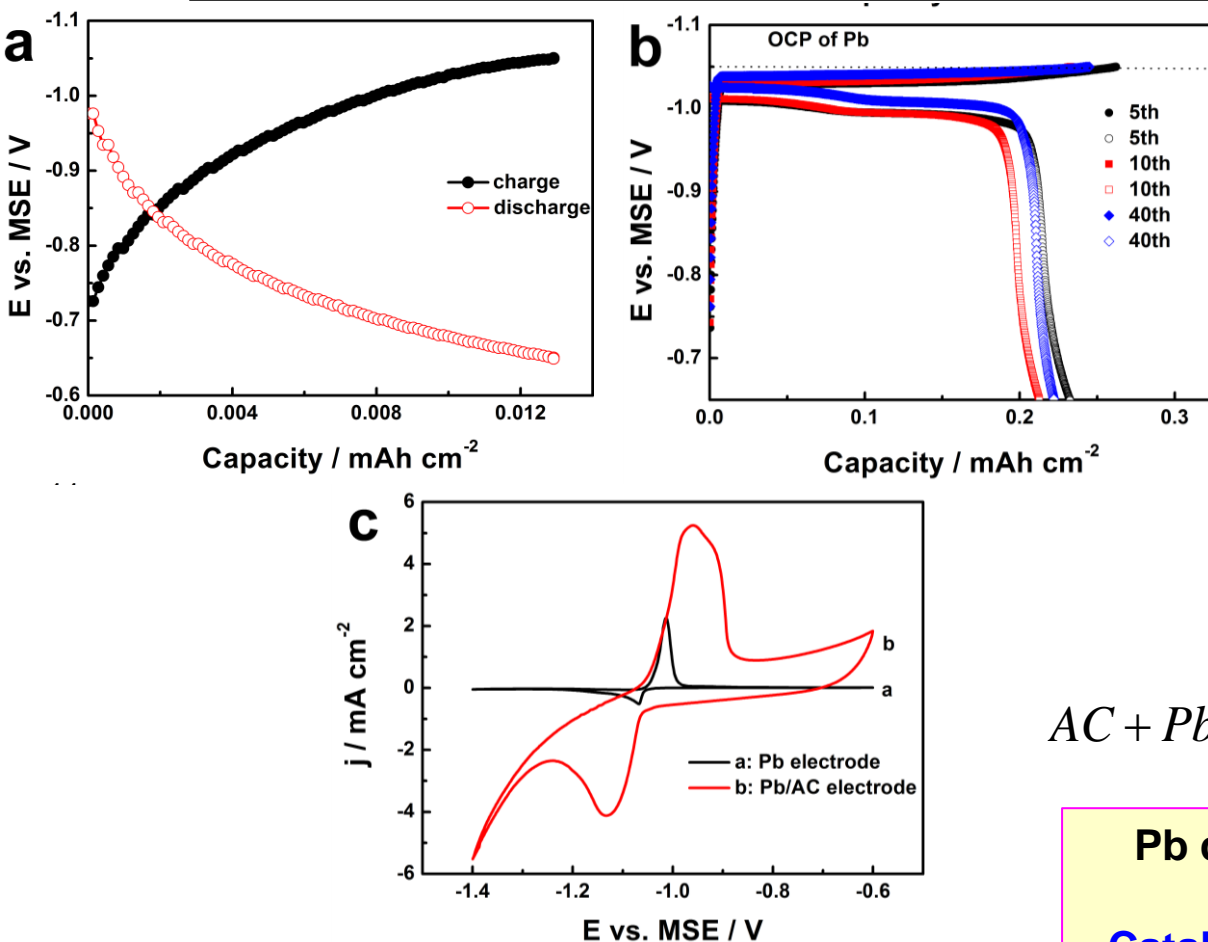 a
-1.1
-1.0
-0.9
-0.8
-0.7
-0.6
E vs. MSE / V
charge
discharge
0.000
0.004
0.008
0.012
Capacity / mAh cm-2
b
-1.1
-1.0
-0.9
-0.8
-0.7
E vs. MSE / V
OCP of Pb
5th
5th
10th
10th
40th
40th
0.0
0.1
0.2
0.3
Capacity / mAh cm-2
c
6
4
2
0
-2
-4
-6
j / mA cm-2
b
a
a: Pb electrode
b: Pb/AC electrode
-1.4
-1.2
-1.0
-0.8
-0.6
E vs. MSE / V
AC + Pb
Pb